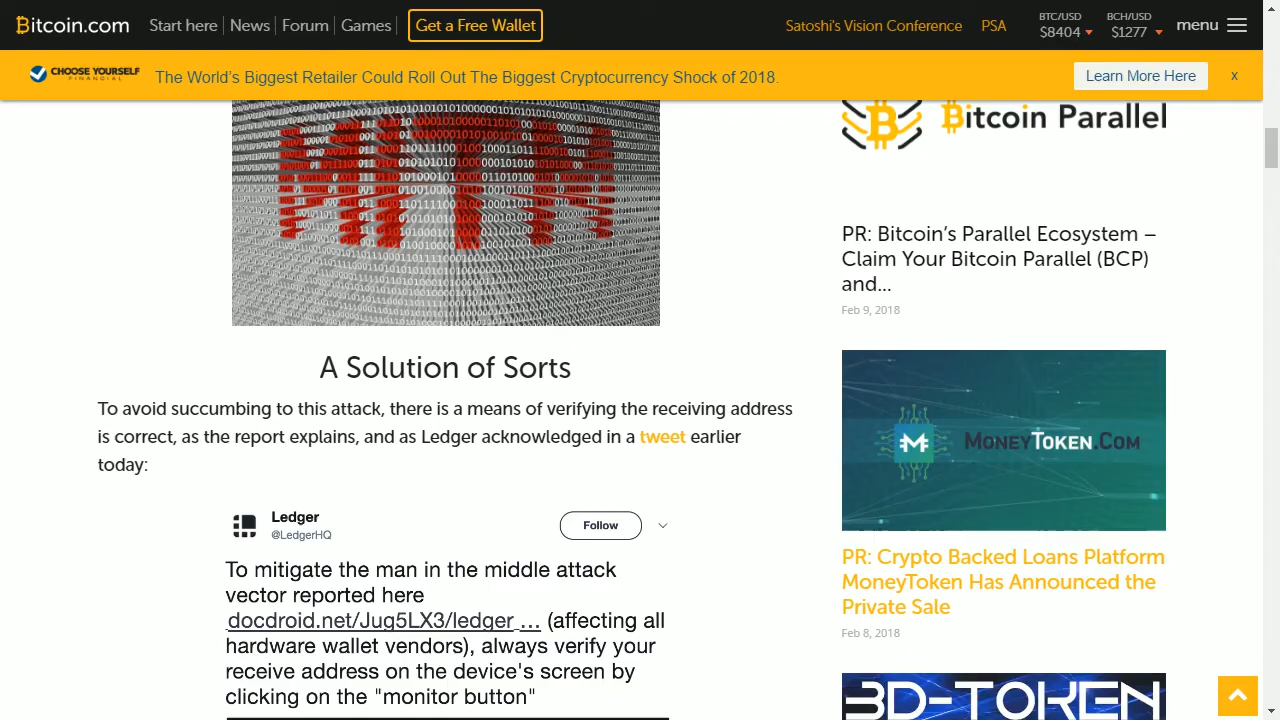 Bitcoin.com
Start here
News
Forum
Games
Get a Free Wallet
Satoshi's Vision Conference
PSA
BTC/USD
$8404
BCH/USD
$1277
menu
CHOOSE YOURSELF
FINANCIAL
The World's Biggest Retailer Could Roll Out The Biggest Cryptocurrency Shock of 2018.
Learn More Here
x
A Solution of Sorts
To avoid succumbing to this attack, there is a means of verifying the receiving address
is correct, as the report explains, and as Ledger acknowledged in a tweet earlier
today:
Ledger
@LedgerHQ
Follow
To mitigate the man in the middle attack
vector reported here
docdroid.net/Jug5LX3/ledger_... (affecting all
hardware wallet vendors), always verify your
receive address on the device's screen by
clicking on the "monitor button"
Bitcoin Parallel
PR: Bitcoin’s Parallel Ecosystem –
Claim Your Bitcoin Parallel (BCP)
and...
Feb 9, 2018
MoneyToken.Com
PR: Crypto Backed Loans Platform
MoneyToken Has Announced the
Private Sale
Feb 8, 2018
3D-TOKEN